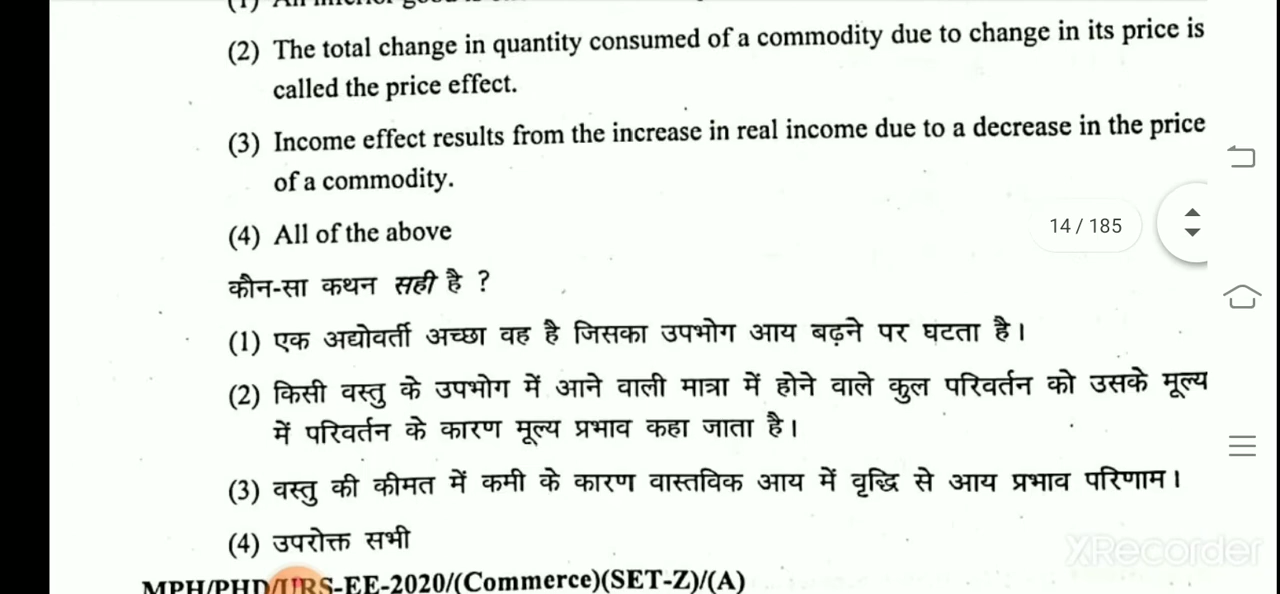 (2) The total change in quantity consumed of a commodity due to change in its price is
called the price effect.
(3) Income effect results from the increase in real income due to a decrease in the price
of a commodity.
14 / 185
(4) All of the above
कौन-सा कथन सही है ?
(1) एक अद्योवर्ती अच्छा वह है जिसका उपभोग आय बढ़ने पर घटता है।
(2) किसी वस्तु के उपभोग में आने वाली मात्रा में होने वाले कुल परिवर्तन को उसके मूल्य
में परिवर्तन के कारण मूल्य प्रभाव कहा जाता है।
(3) वस्तु की कीमत में कमी के कारण वास्तविक आय में वृद्धि से आय प्रभाव परिणाम।
(4) उपरोक्त सभी
XRecorder
MPH/PHD/URS-EE-2020/(Commerce)(SET-Z)/(A)